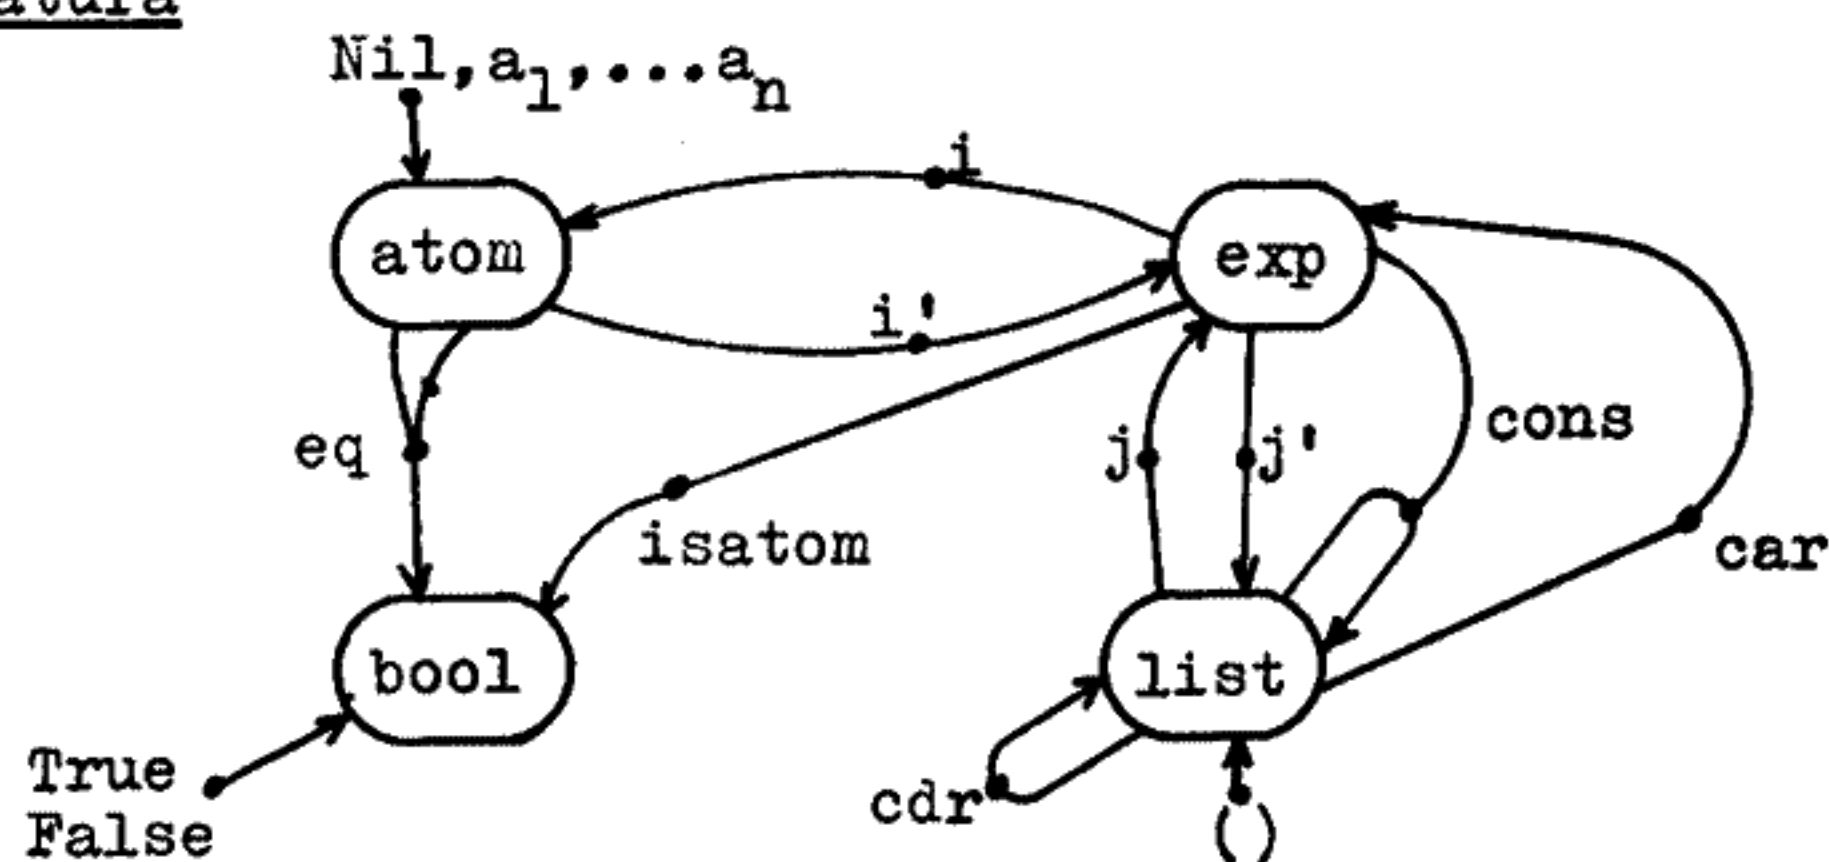 Nil,a1,...an
i
atom
exp
i'
cons
eq
j
j'
isatom
car
bool
list
True
False
cdr
()